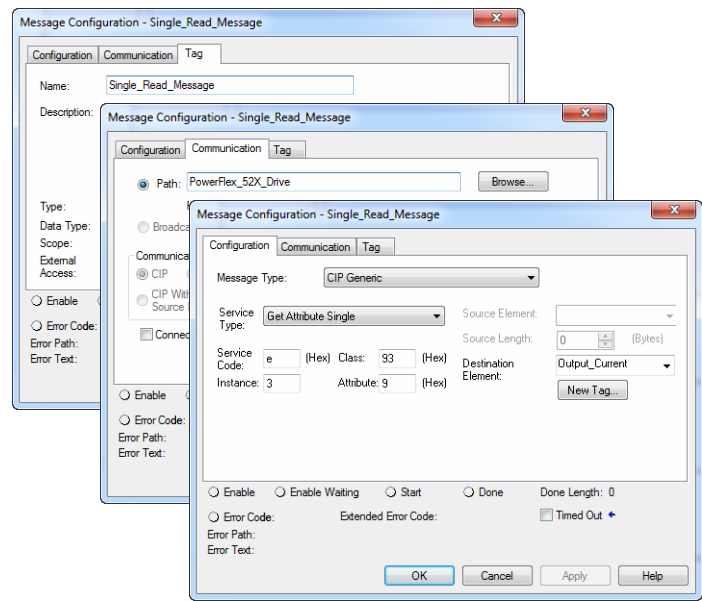 Message Configuration - Single_Read_Message
Configuration Communication Tag
Name: Single_Read_Message
Description:
Type:
Data Type:
Scope:
External
Access:
Enable
Error Code:
Error Path:
Error Text:
Message Configuration - Single_Read_Message
Configuration Communication Tag
Path: PowerFlex_52X_Drive Browse...
Broadca
Communica
CIP
CIP With
Source
Connec
Enable
Error Code:
Error Path:
Error Text:
Message Configuration - Single_Read_Message
Configuration Communication Tag
Message Type: CIP Generic
Service
Type: Get Attribute Single
Service
Code: e (Hex) Class: 93 (Hex)
Instance: 3 Attribute: 9 (Hex)
Source Element:
Source Length: 0 (Bytes)
Destination
Element: Output_Current
New Tag...
Enable Enable Waiting Start Done Done Length: 0
Error Code: Extended Error Code: Timed Out
Error Path:
Error Text:
OK Cancel Apply Help